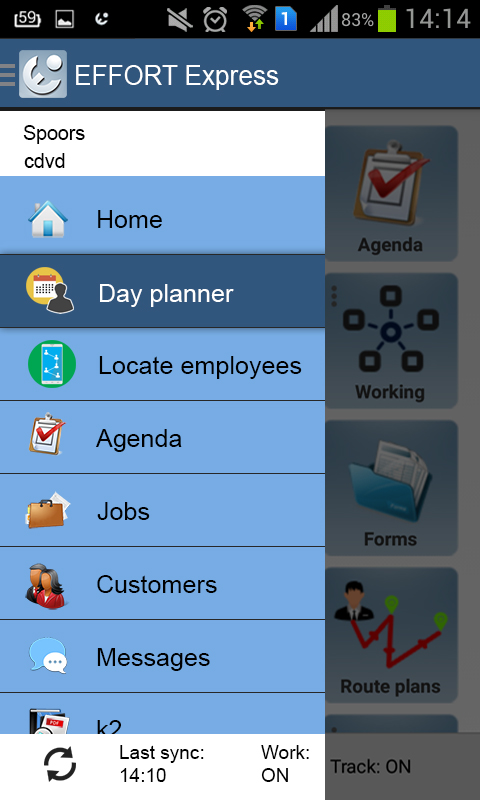 59
1
83%
14:14
EFFORT Express
Spoors
cdvd
Home
Day planner
Locate employees
Agenda
Jobs
Customers
Messages
PDF
k2
Agenda
Working
Forms
Route plans
Last sync:
14:10
Work:
ON
Track: ON